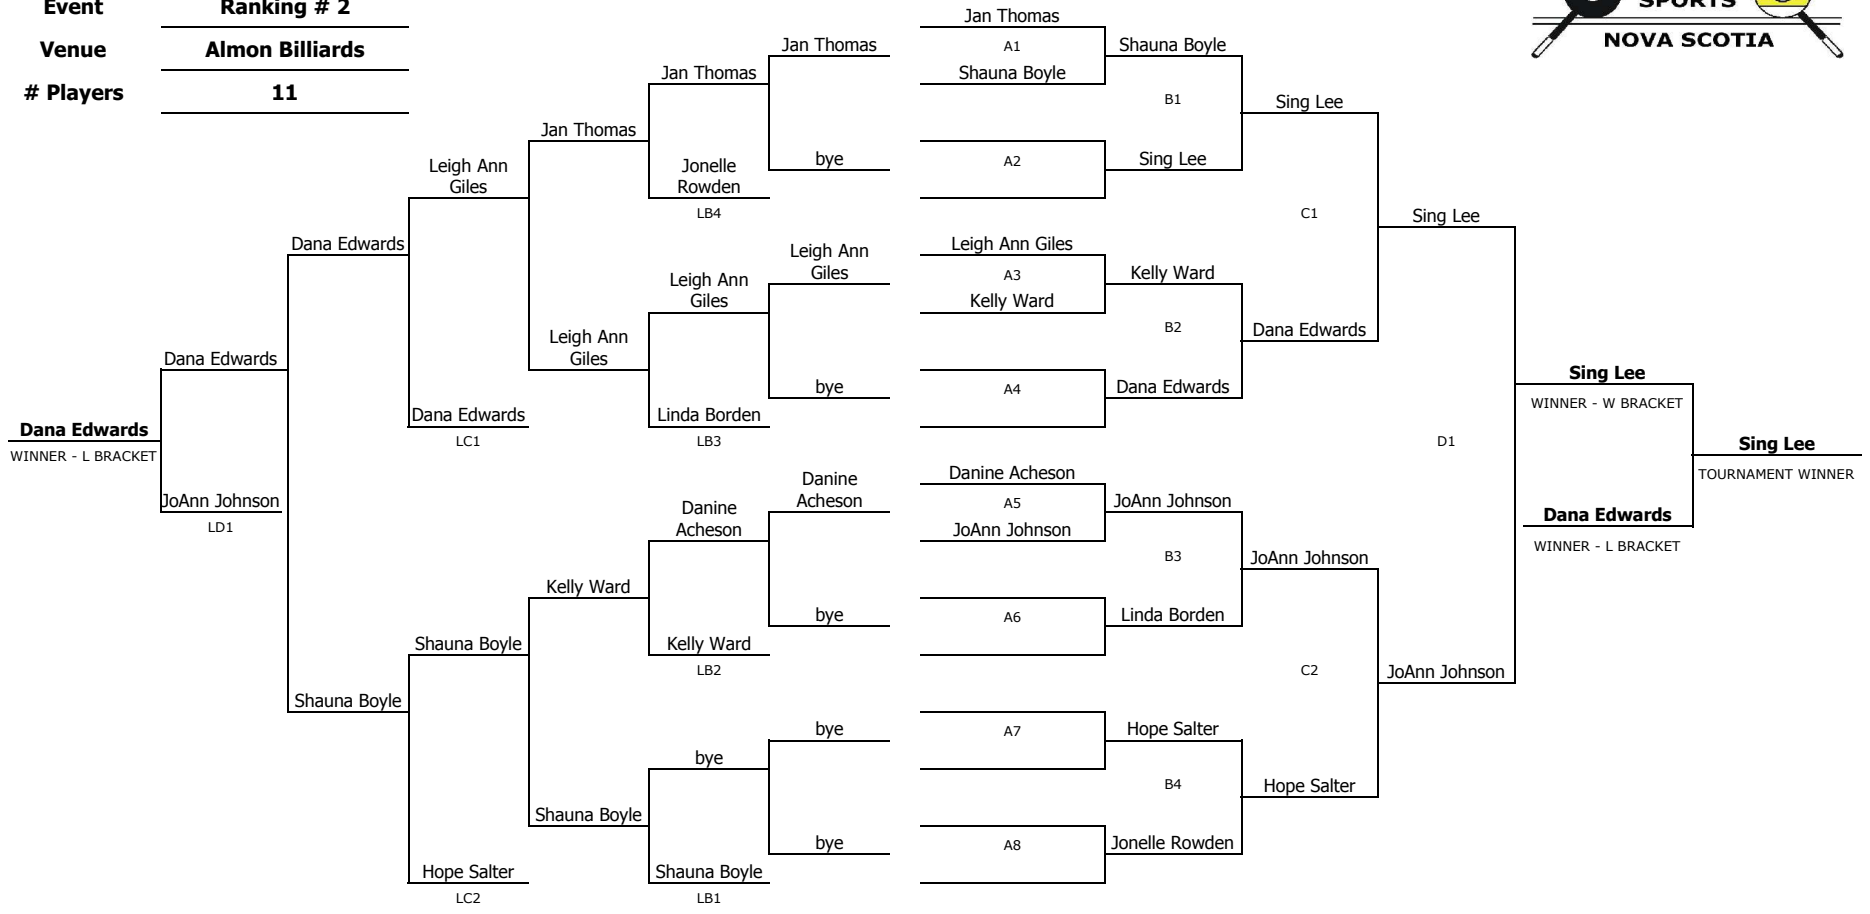 Event Ranking # 2
Venue Almon Billiards
# Players 11
SPORTS
NOVA SCOTIA
Jan Thomas
A1
Shauna Boyle
A2
Leigh Ann Giles
A3
Kelly Ward
A4
Danine Acheson
A5
JoAnn Johnson
A6
A7
A8
Shauna Boyle
B1
Sing Lee
Kelly Ward
B2
Dana Edwards
JoAnn Johnson
B3
Linda Borden
Hope Salter
B4
Jonelle Rowden
Sing Lee
C1
Dana Edwards
JoAnn Johnson
C2
Hope Salter
Sing Lee
D1
JoAnn Johnson
Sing Lee
WINNER - W BRACKET
Dana Edwards
WINNER - L BRACKET
Sing Lee
TOURNAMENT WINNER
Jan Thomas
bye
Leigh Ann
Giles
bye
Danine
Acheson
bye
bye
bye
Jan Thomas
Jonelle
Rowden
LB4
Leigh Ann
Giles
Linda Borden
LB3
Danine
Acheson
Kelly Ward
LB2
bye
Shauna Boyle
LB1
Jan Thomas
Leigh Ann
Giles
Kelly Ward
Shauna Boyle
Leigh Ann
Giles
Dana Edwards
LC1
Shauna Boyle
Hope Salter
LC2
Dana Edwards
Shauna Boyle
Dana Edwards
JoAnn Johnson
LD1
Dana Edwards
WINNER - L BRACKET